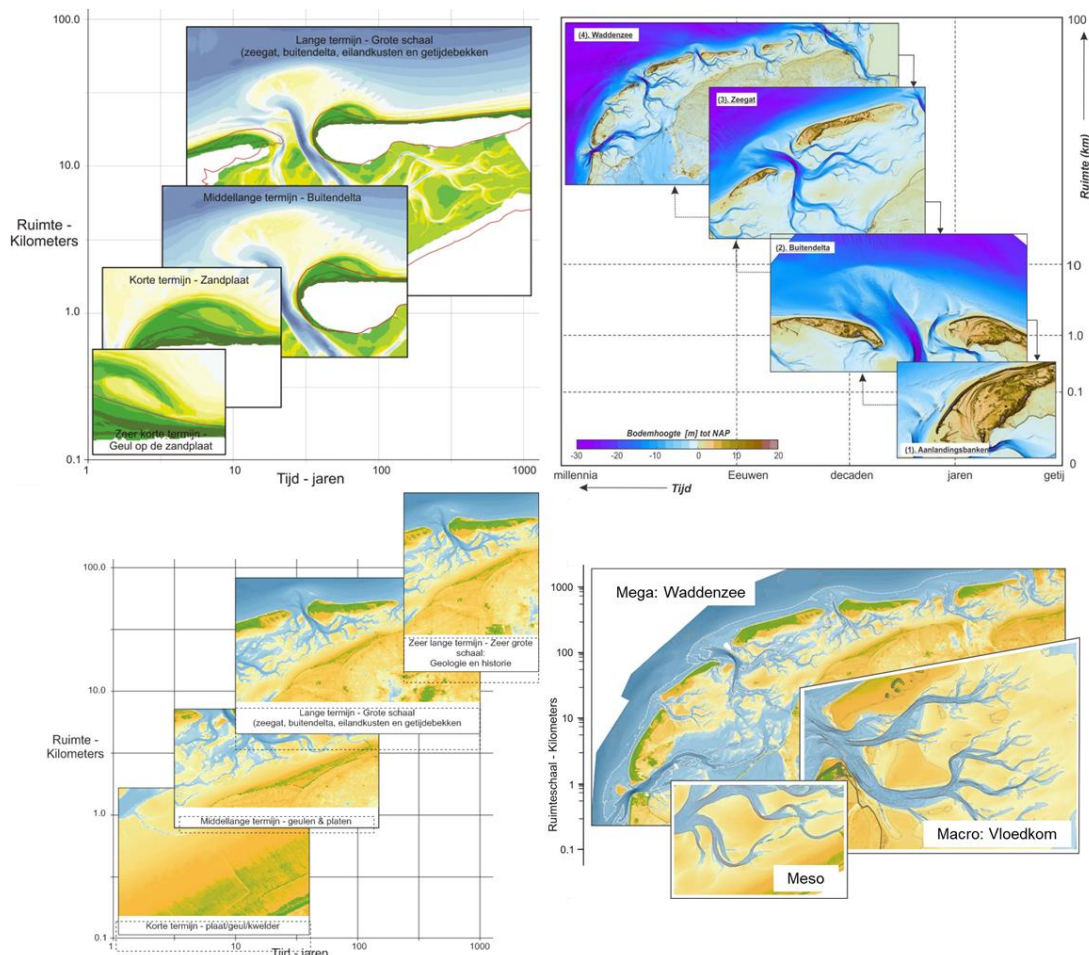 100.0
Lange termijn - Grote schaal
(zeegat, buitendelta, eilandkusten en getijdebekken
10.0
Middellange termijn - Buitendelta
Ruimte -
Kilometers
Korte termijn - Zandplaat
1.0
Zeer korte termijn -
Geul op de zandplaat
0.1
1
10
100
1000
Tijd - jaren
100
(4). Waddenzee
(3). Zeegat
Ruimte (km)
(2). Buitendelta
10
1.0
0.1
Bodemhoogte [m] tot NAP
-30
-20
-10
0
10
20
(1). Aanlandingsbanken
0
millennia
Eeuwen
decaden
jaren
getij
Tijd
100.0
Zeer lange termijn - Zeer grote
schaal:
Geologie en historie
10.0
Lange termijn - Grote schaal
(zeegat, buitendelta, eilandkusten en getijdebekken
Ruimte -
Kilometers
Middellange termijn - geulen & platen
1.0
Korte termijn - plaat/geul/kwelder
0.1
1
10
100
1000
Tijd - jaren
1000
Mega: Waddenzee
100
10
Ruimteschaal - Kilometers
1
0.1
Macro: Vloedkom
Meso